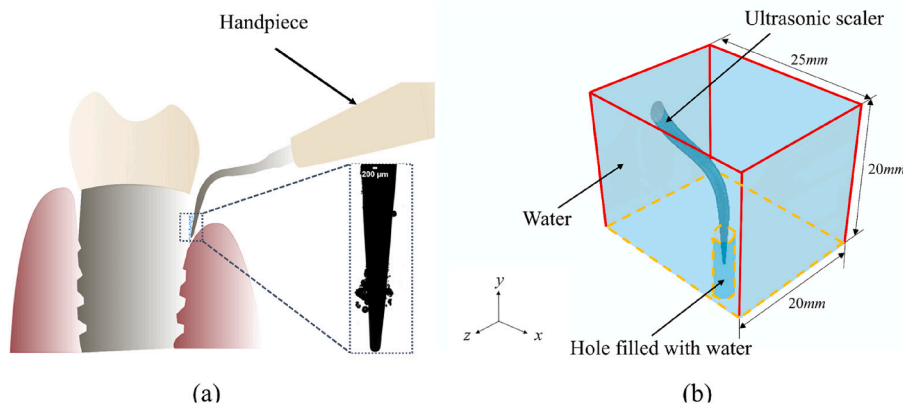 Handpiece
200 µm
(a)
Ultrasonic scaler
25mm
20mm
Water
20mm
y
z
x
Hole filled with water
(b)